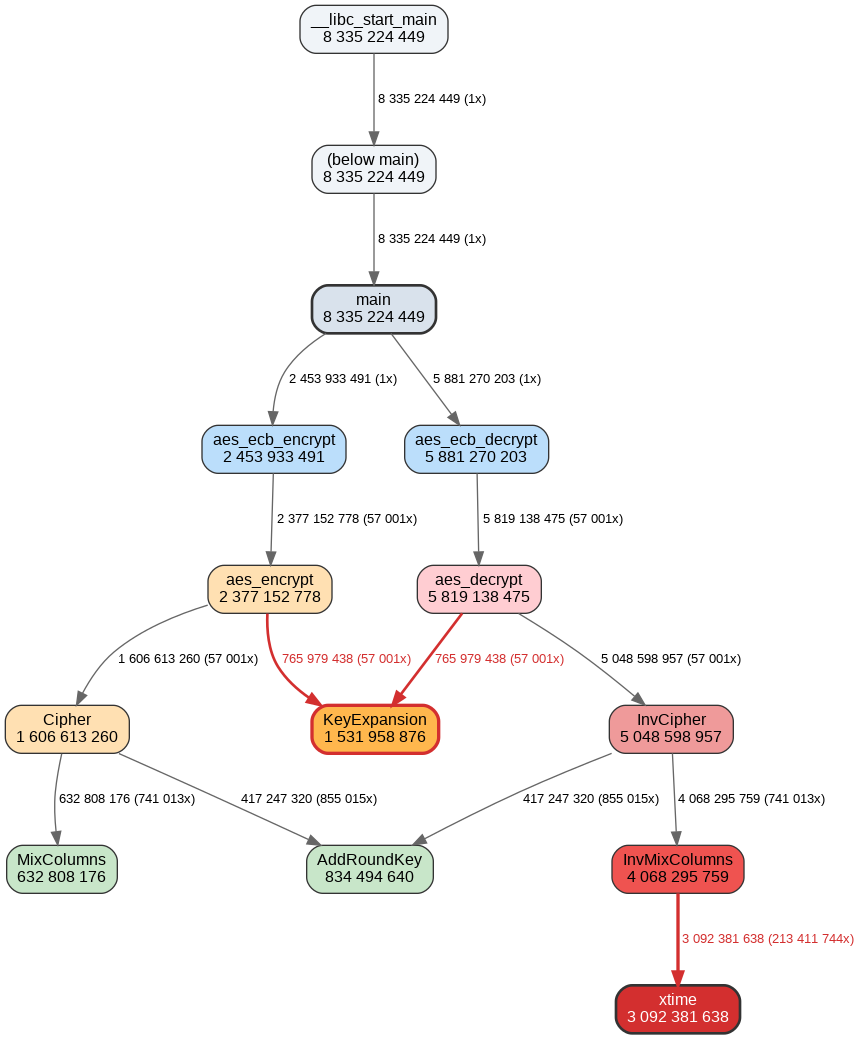 __libc_start_main
8 335 224 449
8 335 224 449 (1x)
(below main)
8 335 224 449
8 335 224 449 (1x)
main
8 335 224 449
2 453 933 491 (1x)
5 881 270 203 (1x)
aes_ecb_encrypt
2 453 933 491
aes_ecb_decrypt
5 881 270 203
2 377 152 778 (57 001x)
5 819 138 475 (57 001x)
aes_encrypt
2 377 152 778
aes_decrypt
5 819 138 475
1 606 613 260 (57 001x)
765 979 438 (57 001x)
765 979 438 (57 001x)
5 048 598 957 (57 001x)
Cipher
1 606 613 260
KeyExpansion
1 531 958 876
InvCipher
5 048 598 957
632 808 176 (741 013x)
417 247 320 (855 015x)
417 247 320 (855 015x)
4 068 295 759 (741 013x)
MixColumns
632 808 176
AddRoundKey
834 494 640
InvMixColumns
4 068 295 759
3 092 381 638 (213 411 744x)
xtime
3 092 381 638